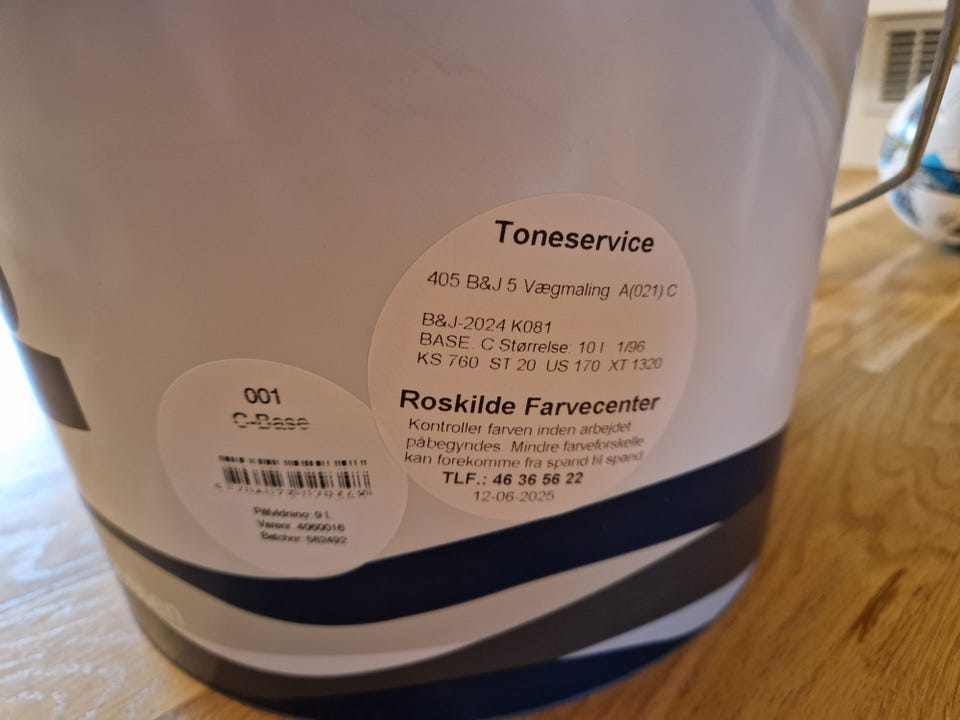 Toneservice
405 B&J 5 Vægmaling A(021) C
B&J-2024 K081
BASE. C Størrelse: 10 l 1/96
KS 760 ST 20 US 170 XT 1320
Roskilde Farvecenter
Kontroller farven inden arbejdet
påbegyndes. Mindre farveforskelle
kan forekomme fra spand til spand.
TLF.: 46 36 56 22
12-06-2025
001
C-Base
Påfyldning: 9 l.
Varenr. 4060016
Batchnr. 582492